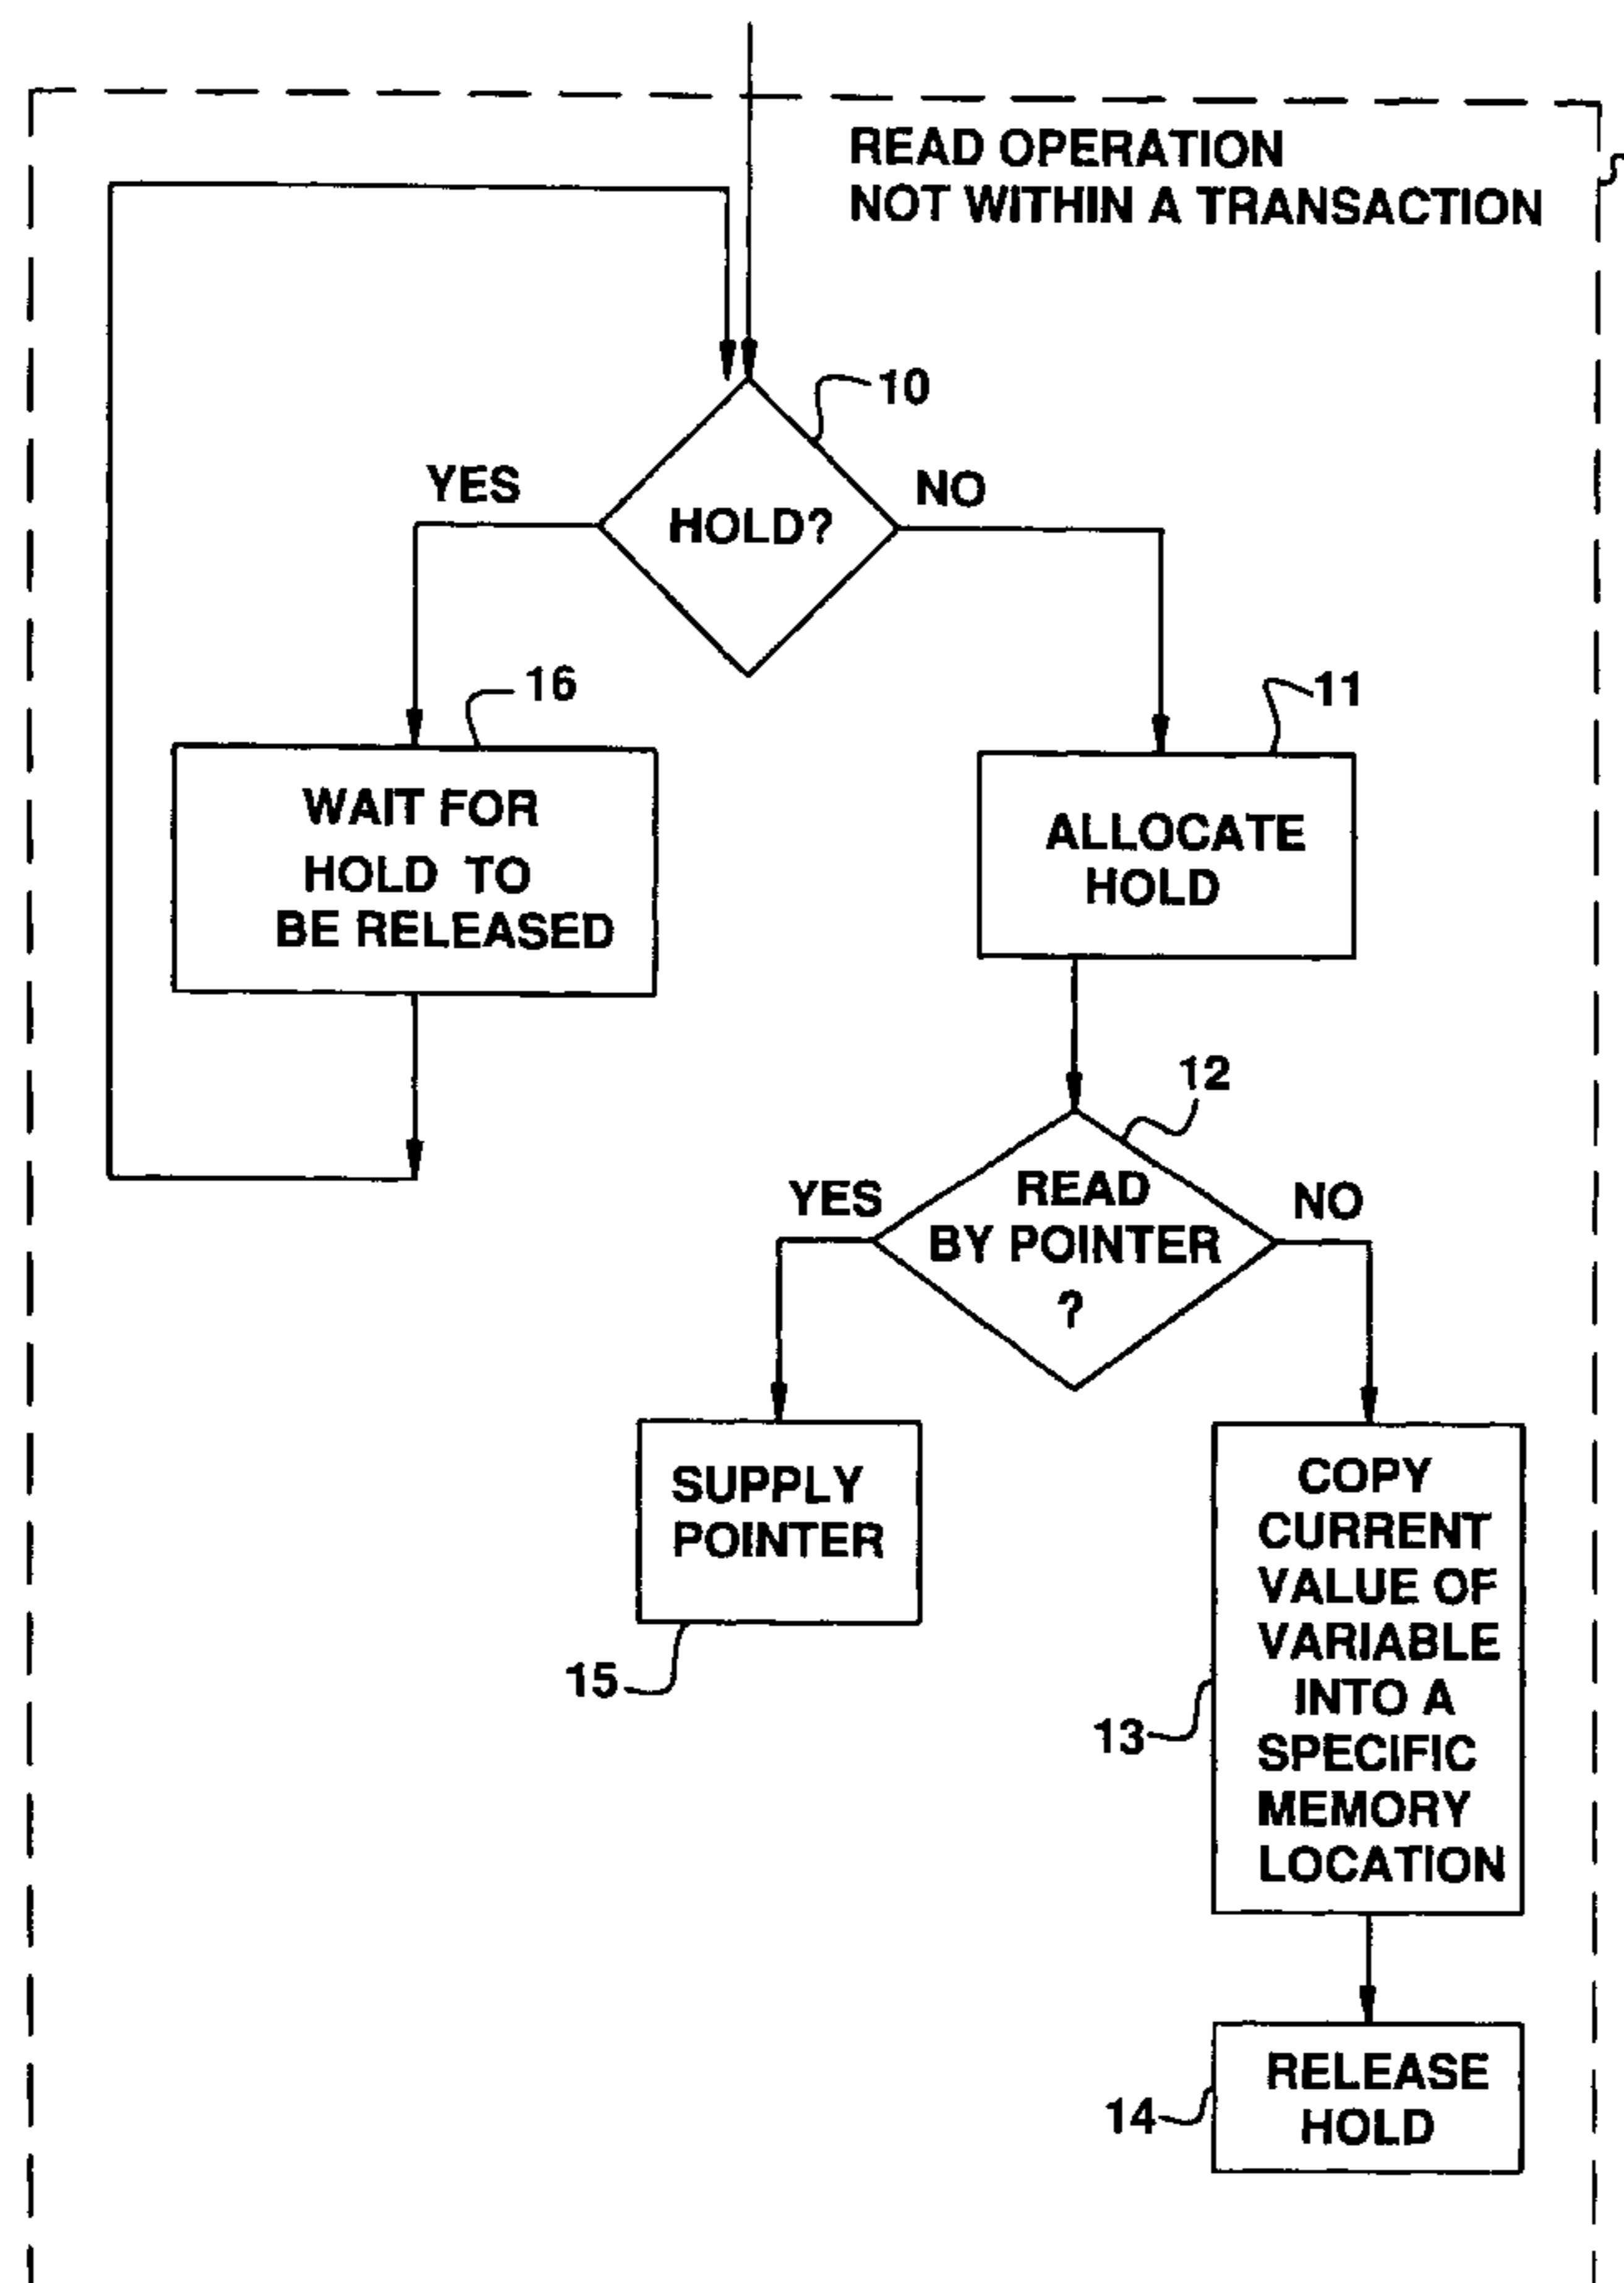 READ OPERATION
NOT WITHIN A TRANSACTION
10
YES
NO
HOLD?
16
11
WAIT FOR
HOLD TO
BE RELEASED
ALLOCATE
HOLD
12
YES
NO
READ
BY POINTER
?
SUPPLY
POINTER
15
COPY
CURRENT
VALUE OF
VARIABLE
INTO A
SPECIFIC
MEMORY
LOCATION
13
RELEASE
HOLD
14